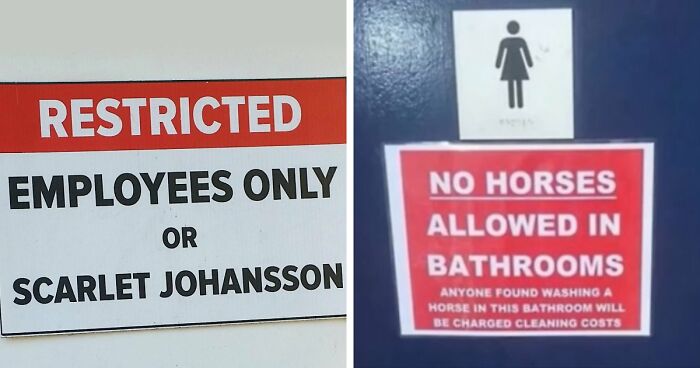 RESTRICTED
EMPLOYEES ONLY
OR
SCARLET JOHANSSON
NO HORSES
ALLOWED IN
BATHROOMS
ANYONE FOUND WASHING A
HORSE IN THIS BATHROOM WILL
BE CHARGED CLEANING COSTS